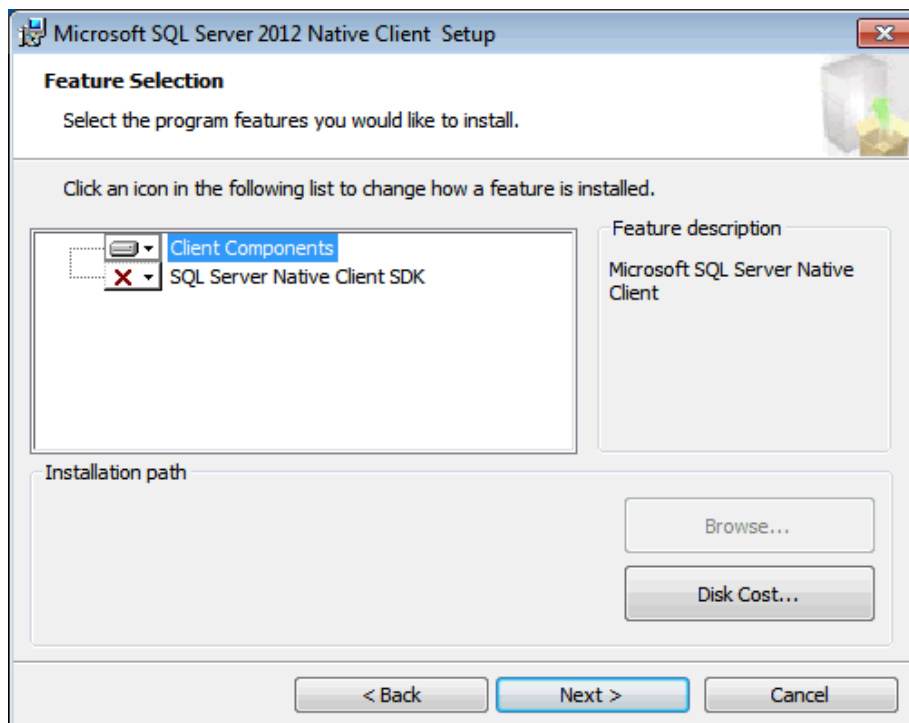 Microsoft SQL Server 2012 Native Client  Setup
Feature Selection
Select the program features you would like to install.
Click an icon in the following list to change how a feature is installed.
Client Components
SQL Server Native Client SDK
Feature description
Microsoft SQL Server Native
Client
Installation path
Browse...
Disk Cost...
< Back
Next >
Cancel